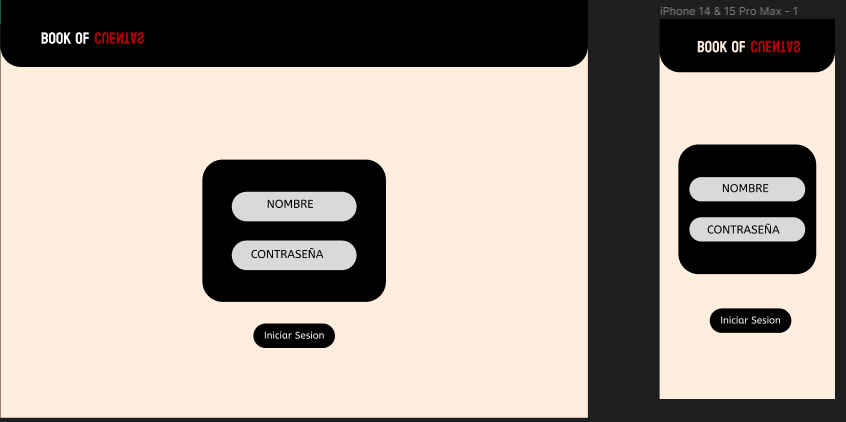 iPhone 14 & 15 Pro Max - 1
BOOK OF CUENTAS
NOMBRE
CONTRASEÑA
Iniciar Sesion
BOOK OF CUENTAS
NOMBRE
CONTRASEÑA
Iniciar Sesion